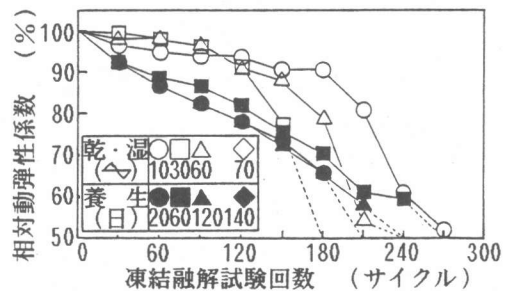 相対動弾性係数 (%)
100
90
80
70
60
50
乾・湿 ○□△ ◇
(∿) 103060 70
養生 ●■▲ ◆
(日) 2060120140
0 60 120 180 240 300
凍結融解試験回数 (サイクル)